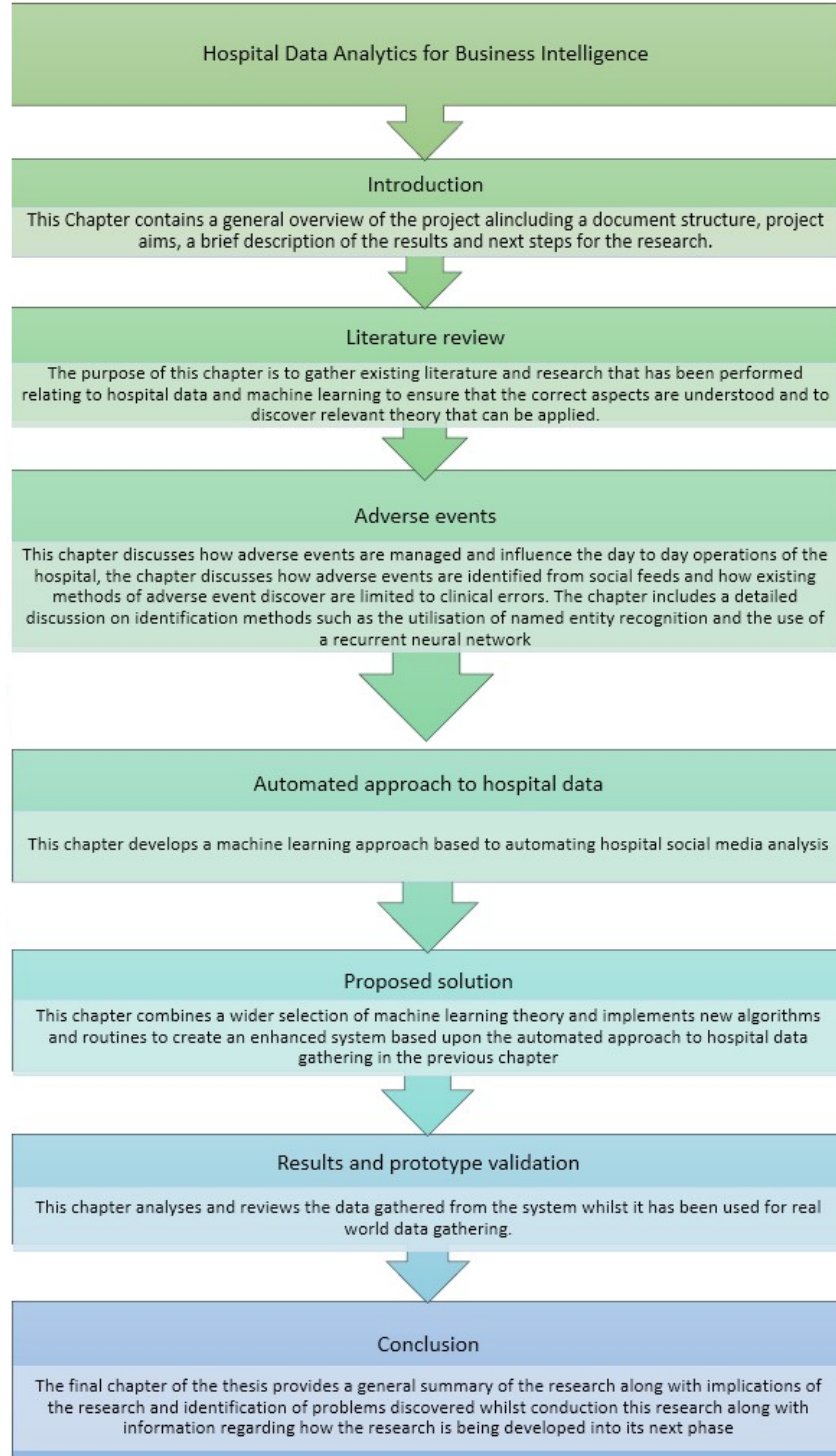 Hospital Data Analytics for Business Intelligence
Introduction
This Chapter contains a general overview of the project alincluding a document structure, project
aims, a brief description of the results and next steps for the research.
Literature review
The purpose of this chapter is to gather existing literature and research that has been performed
relating to hospital data and machine learning to ensure that the correct aspects are understood and to
discover relevant theory that can be applied.
Adverse events
This chapter discusses how adverse events are managed and influence the day to day operations of the
hospital, the chapter discusses how adverse events are identified from social feeds and how existing
methods of adverse event discover are limited to clinical errors. The chapter includes a detailed
discussion on identification methods such as the utilisation of named entity recognition and the use of
a recurrent neural network
Automated approach to hospital data
This chapter develops a machine learning approach based to automating hospital social media analysis
Proposed solution
This chapter combines a wider selection of machine learning theory and implements new algorithms
and routines to create an enhanced system based upon the automated approach to hospital data
gathering in the previous chapter
Results and prototype validation
This chapter analyses and reviews the data gathered from the system whilst it has been used for real
world data gathering.
Conclusion
The final chapter of the thesis provides a general summary of the research along with implications of
the research and identification of problems discovered whilst conduction this research along with
information regarding how the research is being developed into its next phase